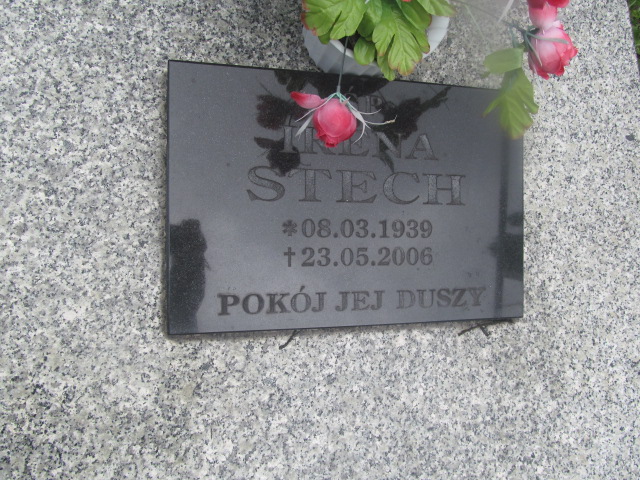 IRENA
STECH
*08.03.1939
†23.05.2006
POKÓJ JEJ DUSZY